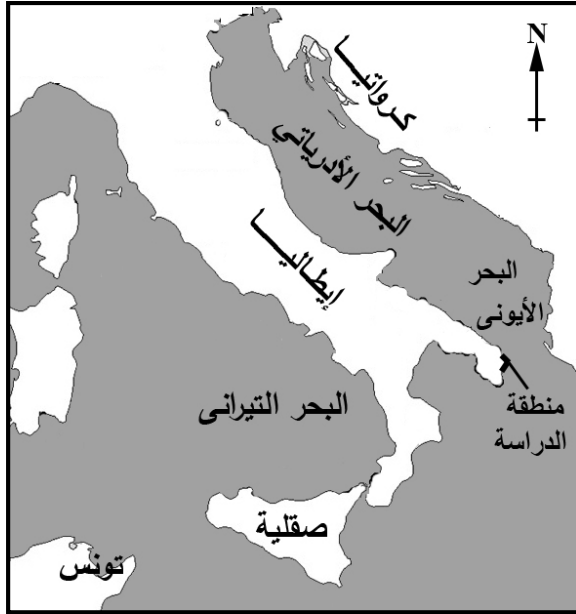 N
كرواتيا
البحر الأدرياتي
إيطاليا
البحر
الأيونى
منطقة
الدراسة
البحر التيرانى
صقلية
تونس